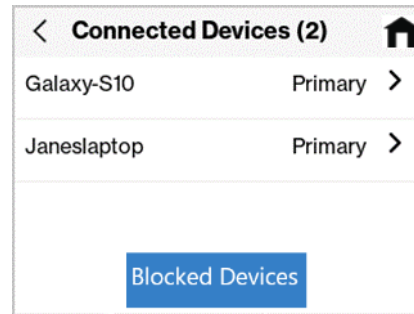 Connected Devices (2)
Galaxy-S10 Primary
Janeslaptop Primary
Blocked Devices